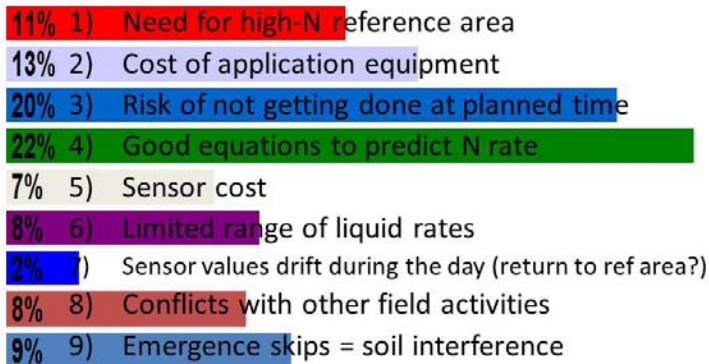 11% 1) Need for high-N reference area
13% 2) Cost of application equipment
20% 3) Risk of not getting done at planned time
22% 4) Good equations to predict N rate
7% 5) Sensor cost
8% 6) Limited range of liquid rates
2% 7) Sensor values drift during the day (return to ref area?)
8% 8) Conflicts with other field activities
9% 9) Emergence skips = soil interference